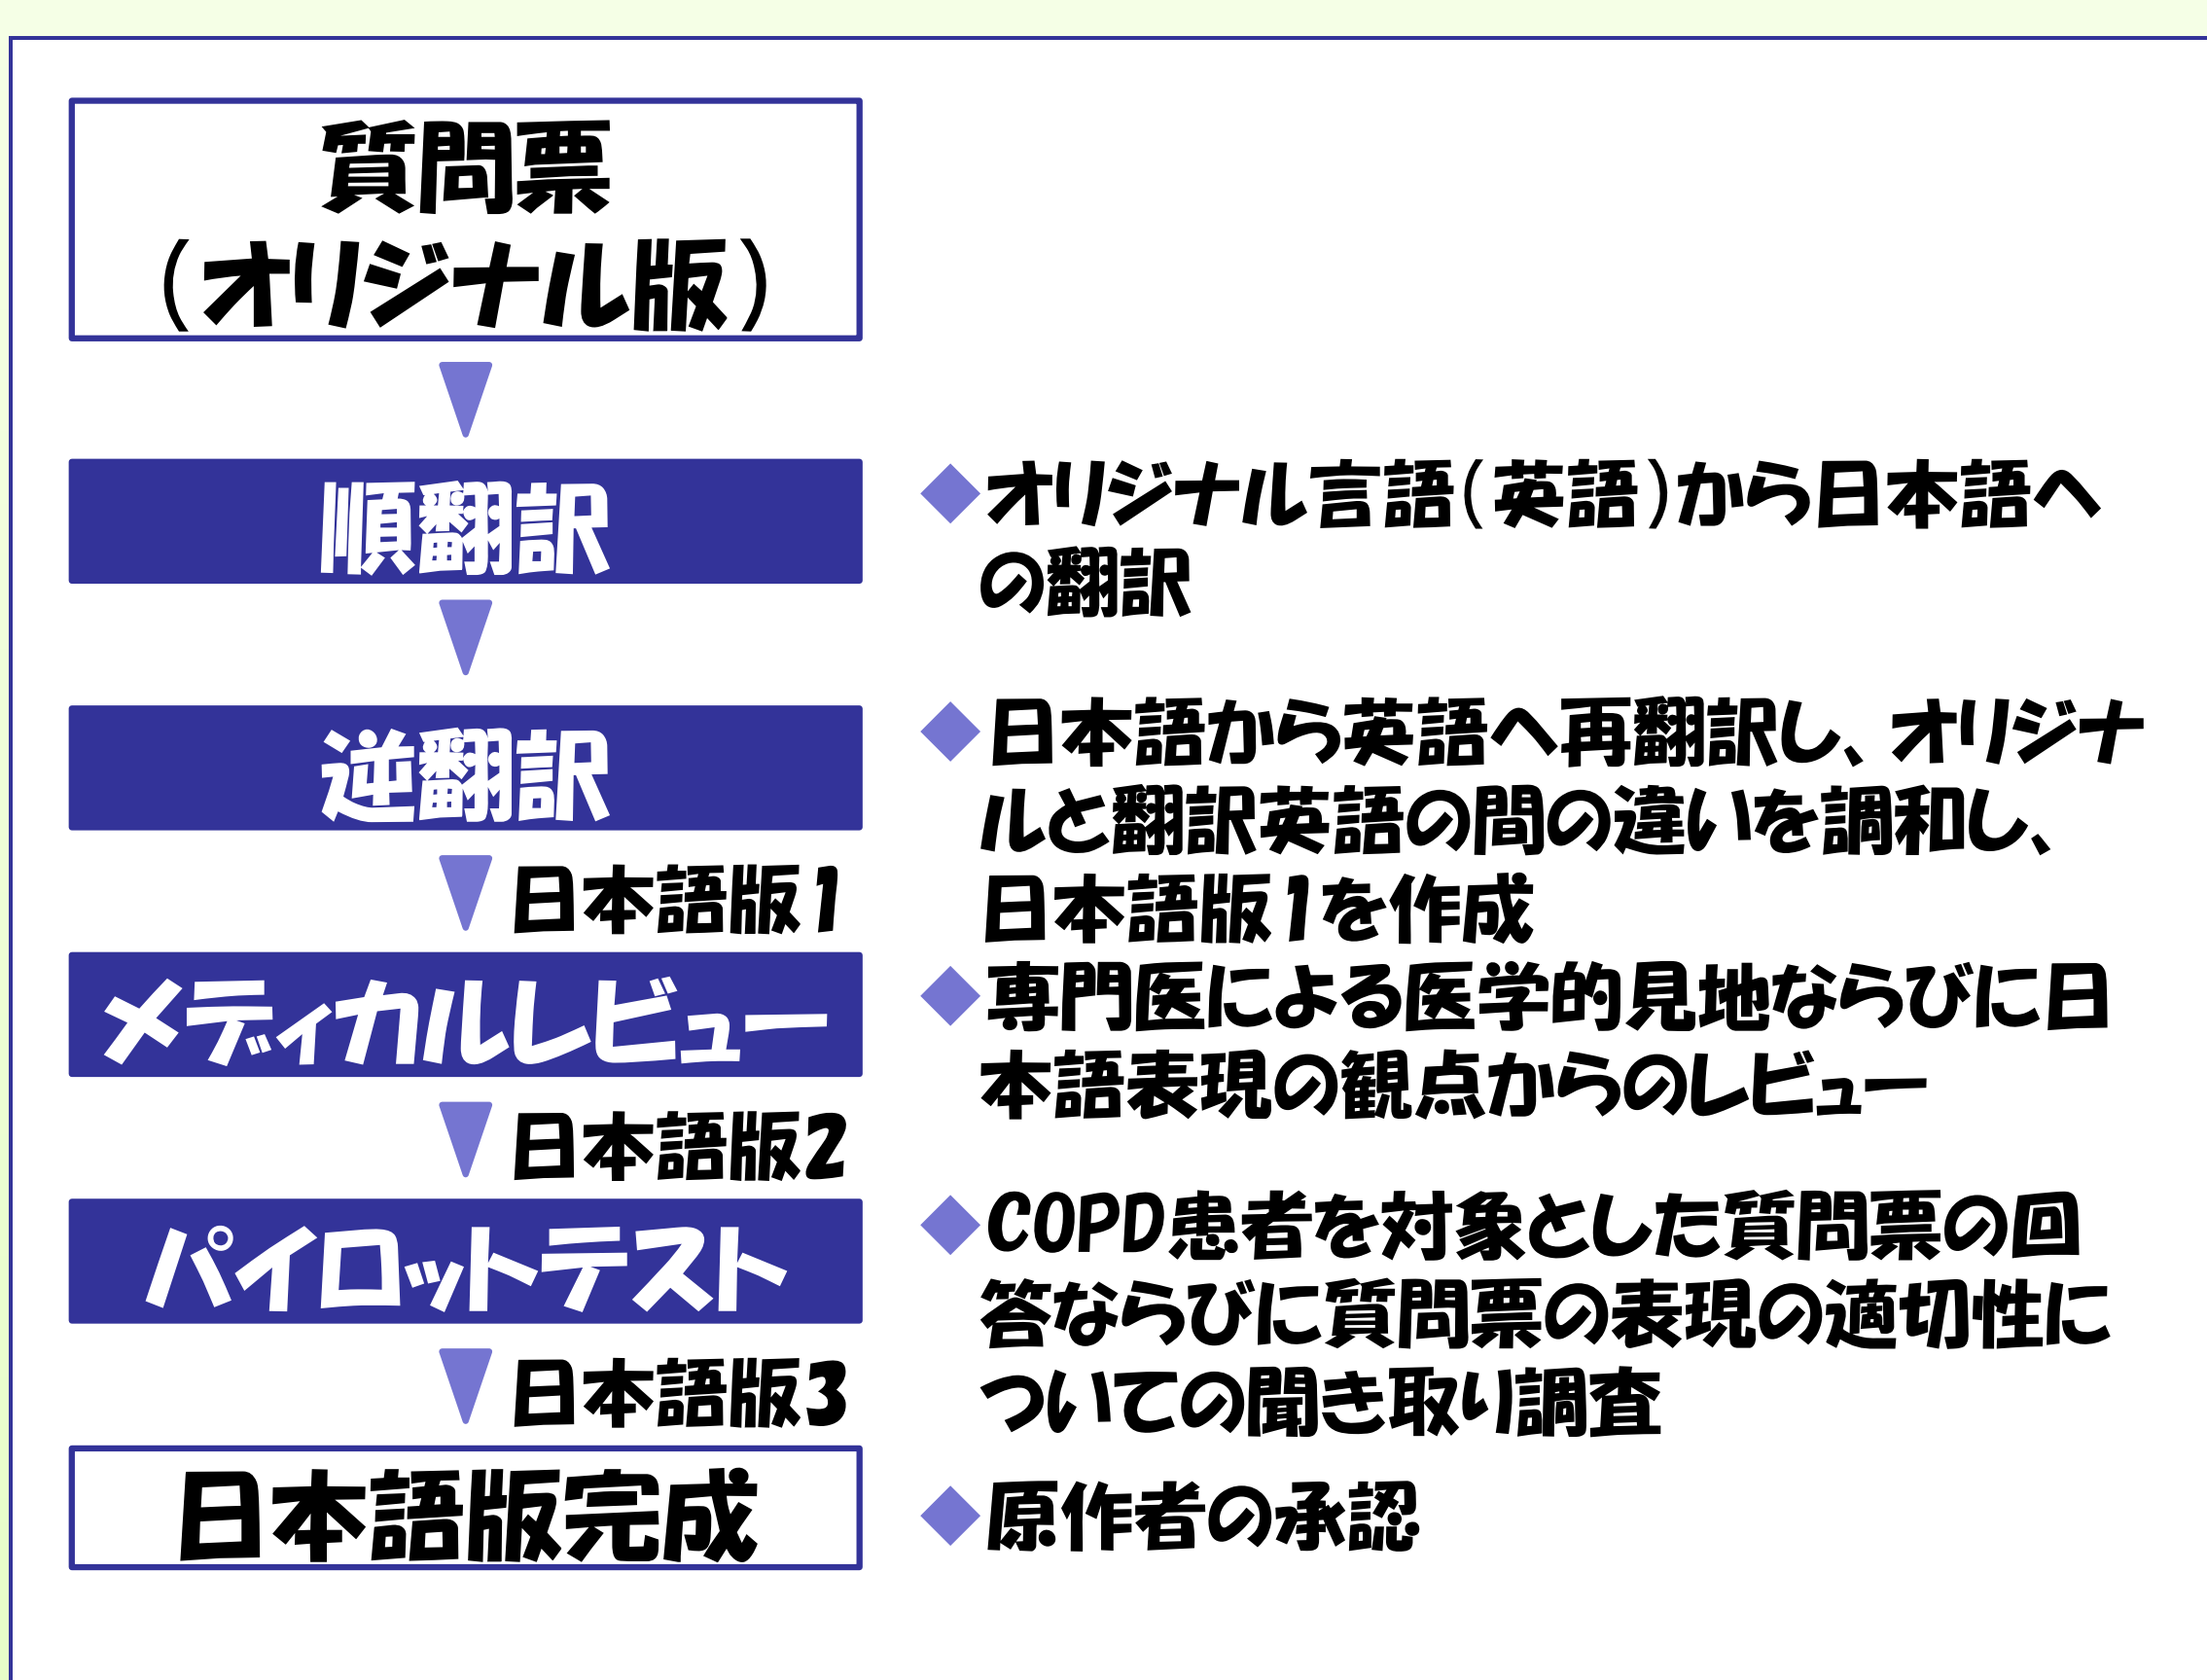 質問票
（オリジナル版）
順翻訳
◆オリジナル言語(英語)から日本語へ
の翻訳
逆翻訳
◆日本語から英語へ再翻訳し、オリジナ
ルと翻訳英語の間の違いを調和し、
日本語版1を作成
日本語版1
メディカルレビュー
◆専門医による医学的見地ならびに日
本語表現の観点からのレビュー
日本語版2
パイロットテスト
◆COPD患者を対象とした質問票の回
答ならびに質問票の表現の適切性に
ついての聞き取り調査
日本語版3
日本語版完成
◆原作者の承認